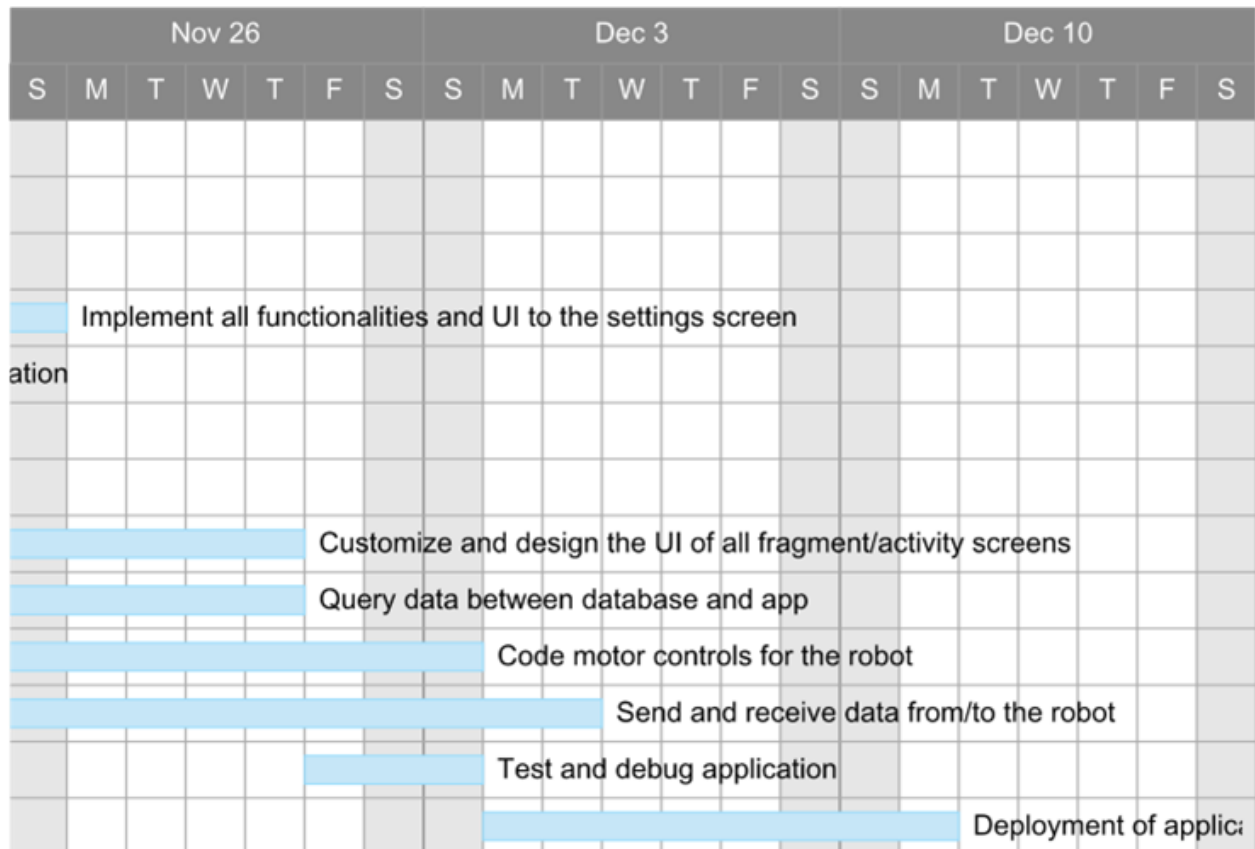 Nov 26 Dec 3 Dec 10
S M T W T F S S M T W T F S S M T W T F S
Implement all functionalities and UI to the settings screen
ation
Customize and design the UI of all fragment/activity screens
Query data between database and app
Code motor controls for the robot
Send and receive data from/to the robot
Test and debug application
Deployment of applica